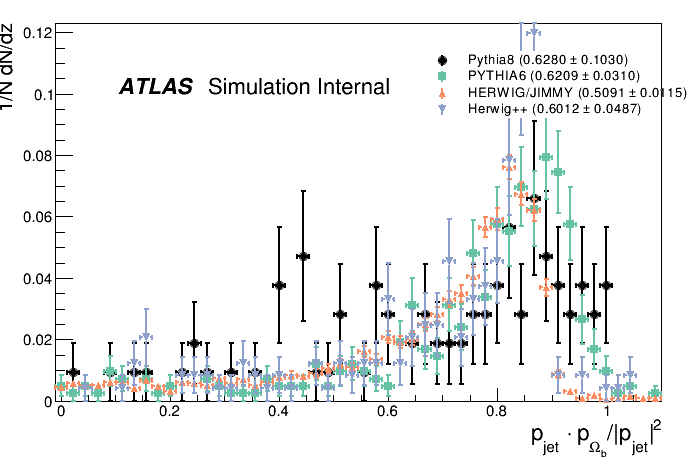 1/N dN/dz
0.12
0.1
0.08
0.06
0.04
0.02
0
ATLAS Simulation Internal
Pythia8 (0.6280 ± 0.1030)
PYTHIA6 (0.6209 ± 0.0310)
HERWIG/JIMMY (0.5091 ± 0.0115)
Herwig++ (0.6012 ± 0.0487)
0 0.2 0.4 0.6 0.8 1
p_jet · p_Ω_b/|p_jet|²